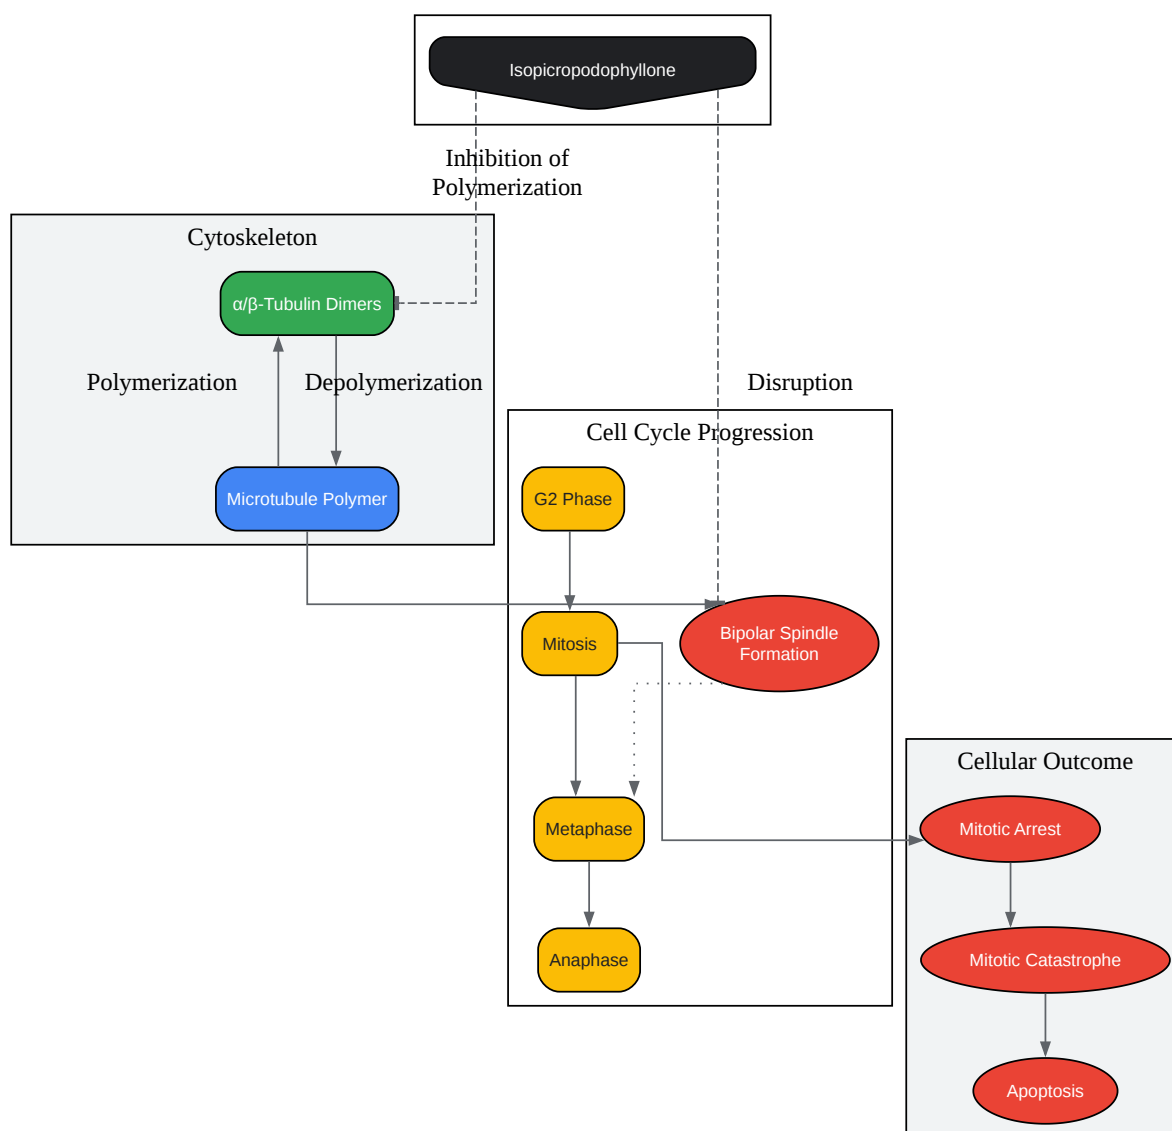 Isopicropodophyllone
Inhibition of
Polymerization
Cytoskeleton
α/β-Tubulin Dimers
Polymerization
Depolymerization
Disruption
Cell Cycle Progression
Microtubule Polymer
G2 Phase
Mitosis
Bipolar Spindle
Formation
Cellular Outcome
Metaphase
Mitotic Arrest
Anaphase
Mitotic Catastrophe
Apoptosis